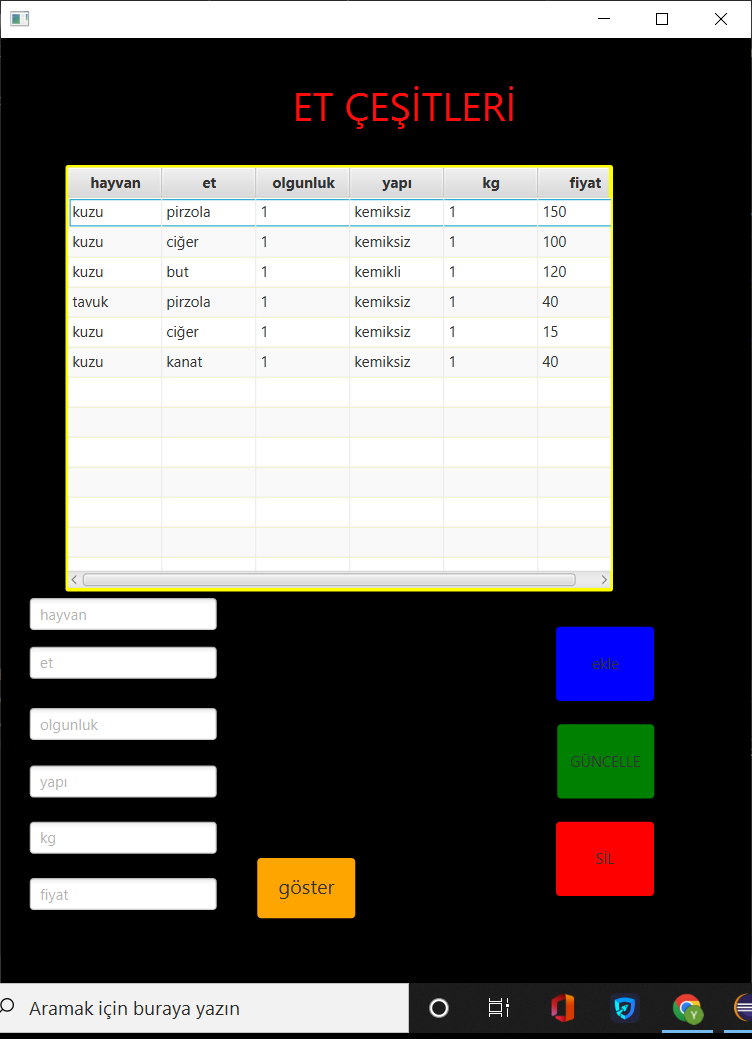 ET ÇEŞİTLERİ
hayvan et olgunluk yapı kg fiyat
kuzu pirzola 1 kemiksiz 1 150
kuzu ciğer 1 kemiksiz 1 100
kuzu but 1 kemikli 1 120
tavuk pirzola 1 kemiksiz 1 40
kuzu ciğer 1 kemiksiz 1 15
kuzu kanat 1 kemiksiz 1 40
hayvan
et
olgunluk
yapı
kg
fiyat
göster
ekle
GÜNCELLE
SİL
Aramak için buraya yazın
Y